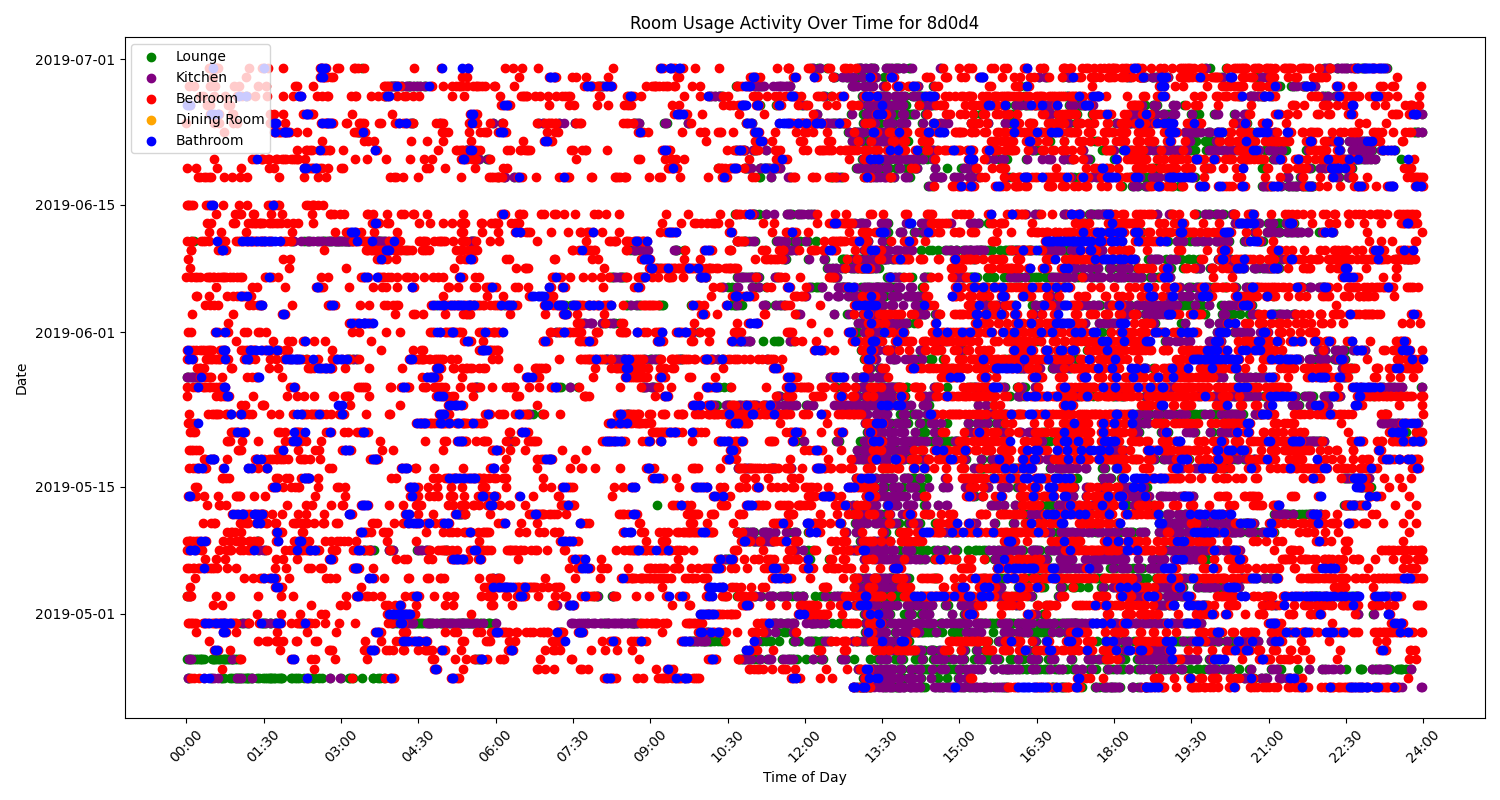 Room Usage Activity Over Time for 8d0d4
Lounge
Kitchen
Bedroom
Dining Room
Bathroom
Date
2019-07-01
2019-06-15
2019-06-01
2019-05-15
2019-05-01
00:00
01:30
03:00
04:30
06:00
07:30
09:00
10:30
12:00
13:30
15:00
16:30
18:00
19:30
21:00
22:30
24:00
Time of Day